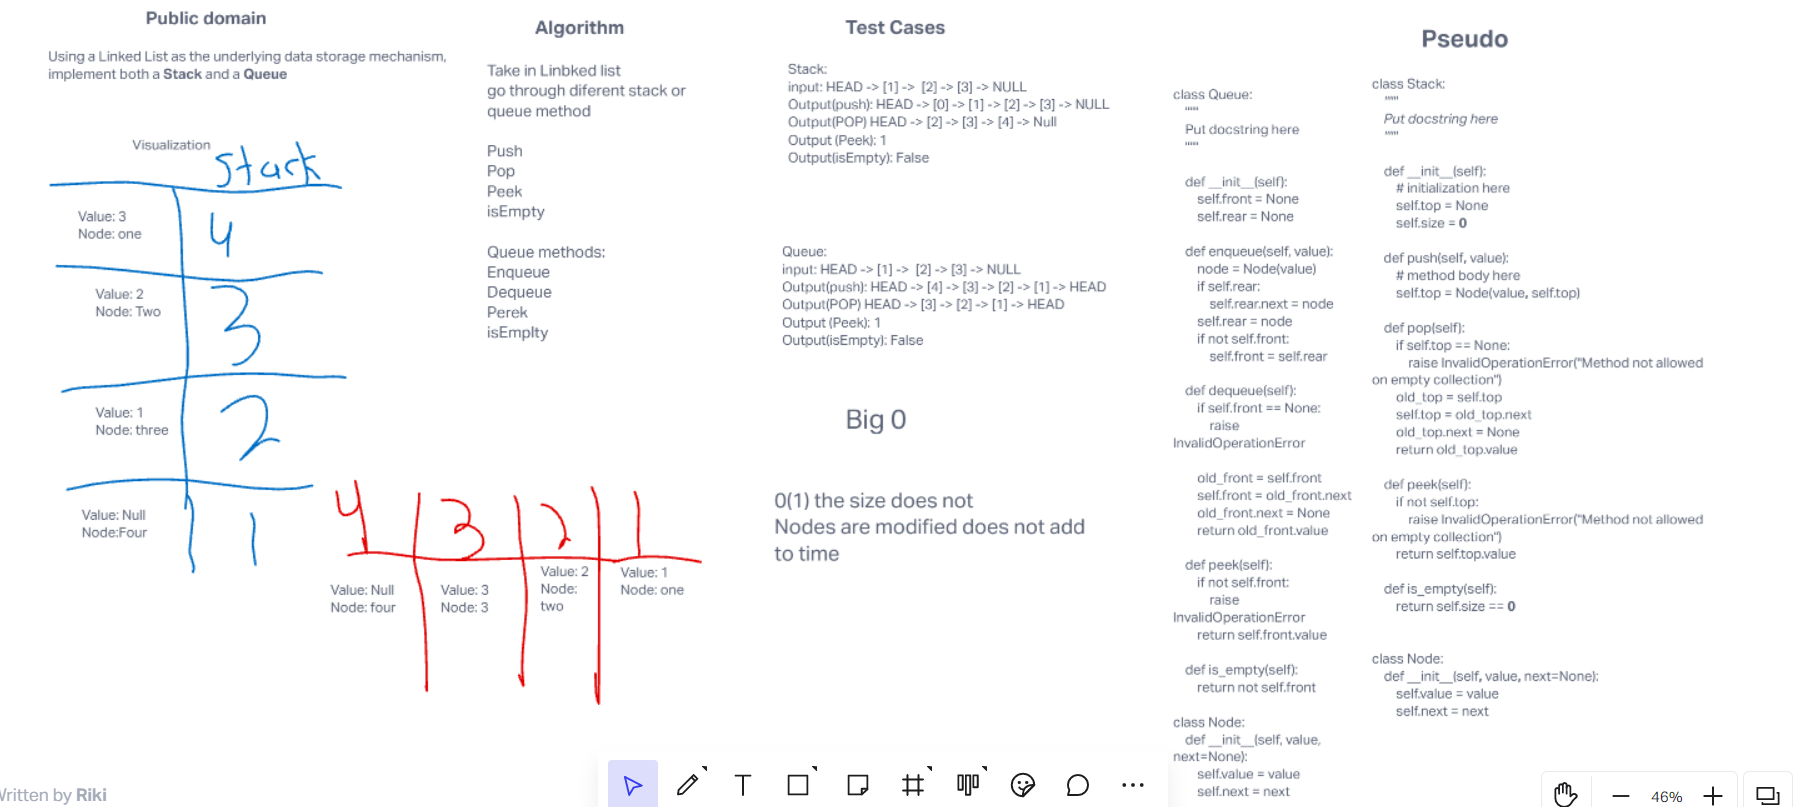 Public domain
Using a Linked List as the underlying data storage mechanism,
implement both a Stack and a Queue
Visualization
Stack
Value: 3
Node: one
4
Value: 2
Node: Two
3
Value: 1
Node: three
2
Value: Null
Node:Four
1
4 3 2 1
Value: Null
Node: four
Value: 3
Node: 3
Value: 2
Node:
two
Value: 1
Node: one
Algorithm
Take in Linbked list
go through diferent stack or
queue method
Push
Pop
Peek
isEmpty
Queue methods:
Enqueue
Dequeue
Perek
isEmplty
Test Cases
Stack:
input: HEAD -> [1] -> [2] -> [3] -> NULL
Output(push): HEAD -> [0] -> [1] -> [2] -> [3] -> NULL
Output(POP) HEAD -> [2] -> [3] -> [4] -> Null
Output (Peek): 1
Output(isEmpty): False
Queue:
input: HEAD -> [1] -> [2] -> [3] -> NULL
Output(push): HEAD -> [4] -> [3] -> [2] -> [1] -> HEAD
Output(POP) HEAD -> [3] -> [2] -> [1] -> HEAD
Output (Peek): 1
Output(isEmpty): False
Big 0
0(1) the size does not
Nodes are modified does not add
to time
Pseudo
class Queue:
"""
Put docstring here
"""
def __init__(self):
self.front = None
self.rear = None
def enqueue(self, value):
node = Node(value)
if self.rear:
self.rear.next = node
self.rear = node
if not self.front:
self.front = self.rear
def dequeue(self):
if self.front == None:
raise
InvalidOperationError
old_front = self.front
self.front = old_front.next
old_front.next = None
return old_front.value
def peek(self):
if not self.front:
raise
InvalidOperationError
return self.front.value
def is_empty(self):
return not self.front
class Node:
def __init__(self, value,
next=None):
self.value = value
self.next = next
class Stack:
"""
Put docstring here
"""
def __init__(self):
# initialization here
self.top = None
self.size = 0
def push(self, value):
# method body here
self.top = Node(value, self.top)
def pop(self):
if self.top == None:
raise InvalidOperationError("Method not allowed
on empty collection")
old_top = self.top
self.top = old_top.next
old_top.next = None
return old_top.value
def peek(self):
if not self.top:
raise InvalidOperationError("Method not allowed
on empty collection")
return self.top.value
def is_empty(self):
return self.size == 0
class Node:
def __init__(self, value, next=None):
self.value = value
self.next = next
Written by Riki
46%